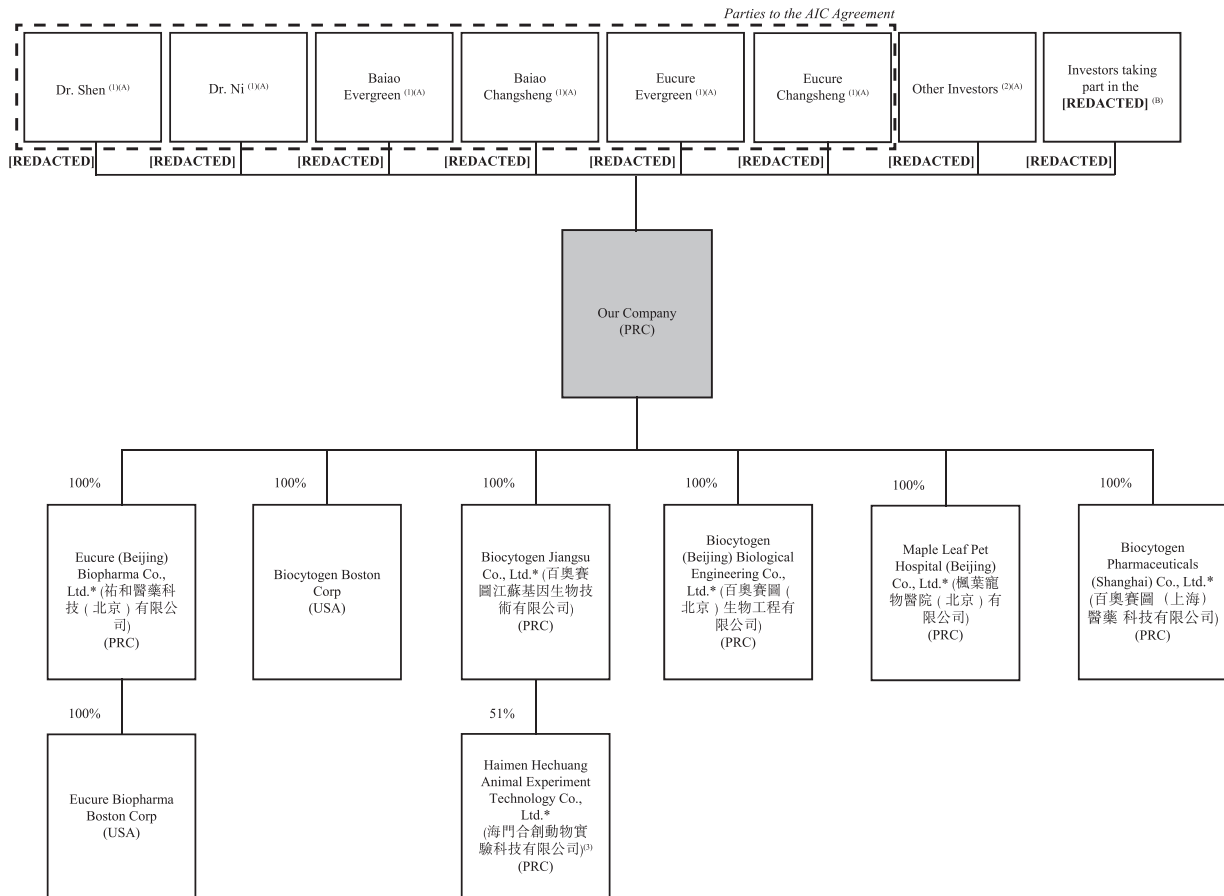 Parties to the AIC Agreement
Dr. Shen (1)(A)
Dr. Ni (1)(A)
Baiao
Evergreen (1)(A)
Baiao
Changsheng (1)(A)
Eucure
Evergreen (1)(A)
Eucure
Changsheng (1)(A)
Other Investors (2)(A)
Investors taking
part in the
[REDACTED] (B)
[REDACTED]
[REDACTED]
[REDACTED]
[REDACTED]
[REDACTED]
[REDACTED]
[REDACTED]
[REDACTED]
Our Company
(PRC)
100%
100%
100%
100%
100%
100%
Eucure (Beijing)
Biopharma Co.,
Ltd.* (祐和醫藥科
技（北京）有限公
司)
(PRC)
Biocytogen Boston
Corp
(USA)
Biocytogen Jiangsu
Co., Ltd.* (百奧賽
圖江蘇基因生物技
術有限公司)
(PRC)
Biocytogen
(Beijing) Biological
Engineering Co.,
Ltd.* (百奧賽圖（
北京）生物工程有
限公司)
(PRC)
Maple Leaf Pet
Hospital (Beijing)
Co., Ltd.* (楓葉寵
物醫院（北京）有
限公司)
(PRC)
Biocytogen
Pharmaceuticals
(Shanghai) Co., Ltd.*
(百奧賽圖（上海）
醫藥 科技有限公司)
(PRC)
100%
51%
Eucure Biopharma
Boston Corp
(USA)
Haimen Hechuang
Animal Experiment
Technology Co.,
Ltd.*
(海門合創動物實
驗科技有限公司)(3)
(PRC)